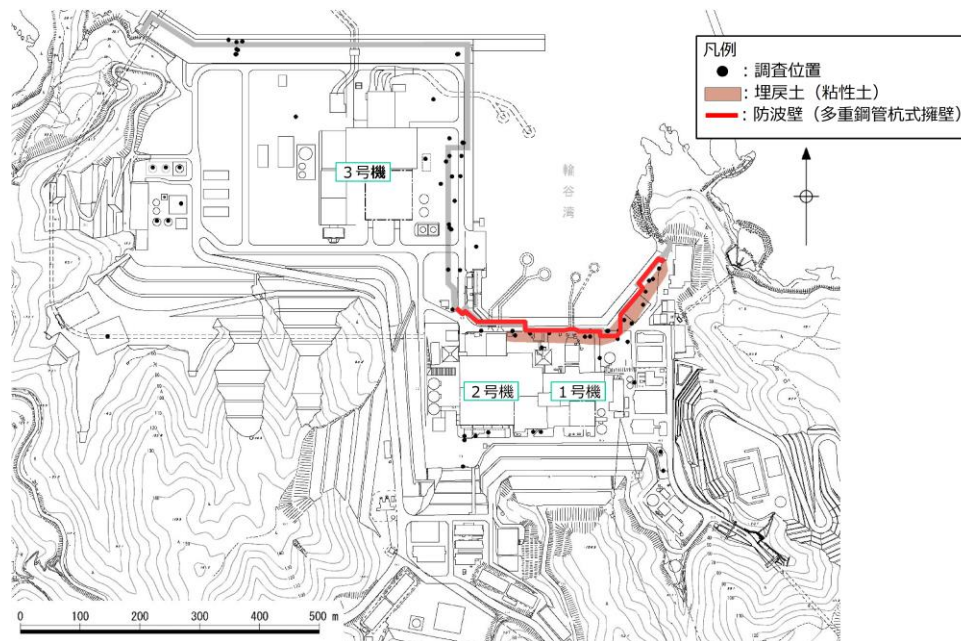 凡例
● : 調査位置
: 埋戻土（粘性土）
: 防波壁（多重鋼管杭式擁壁）
3号機
輪谷湾
2号機
1号機
0 100 200 300 400 500 m